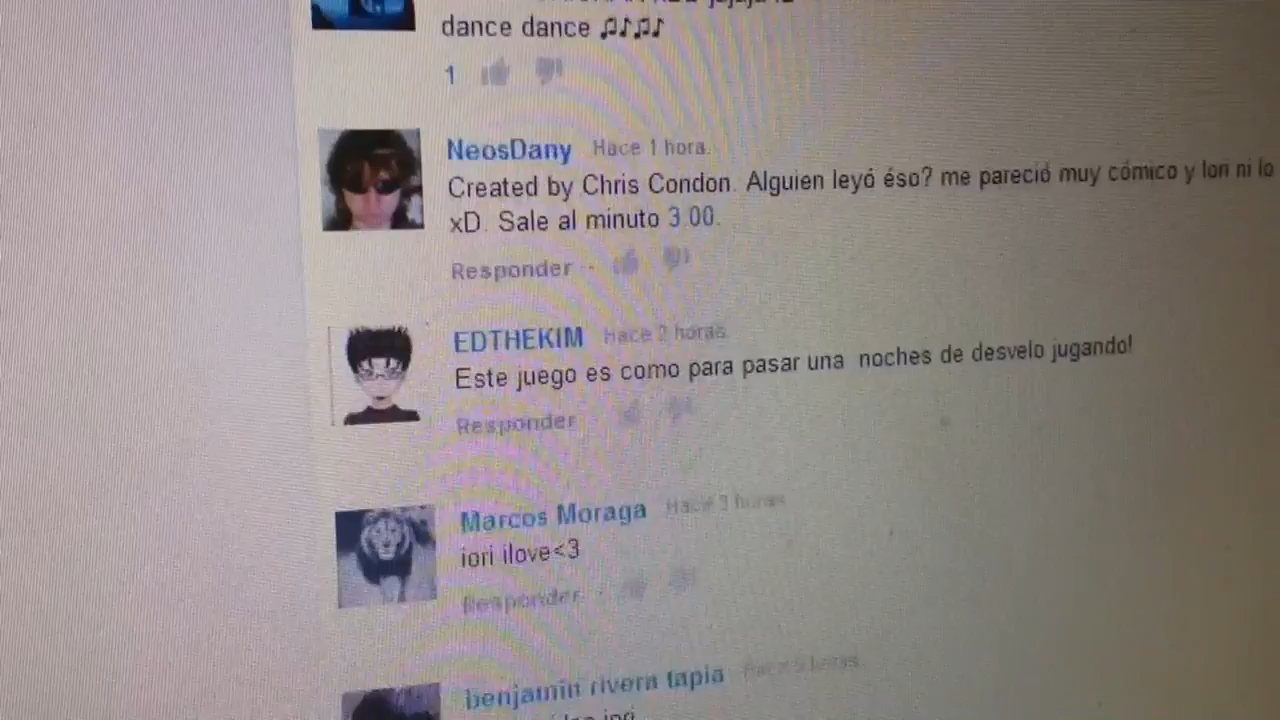 dance dance ♫♪♫♪
1
NeosDany Hace 1 hora.
Created by Chris Condon. Alguien leyó éso? me pareció muy cómico y Iori ni lo
xD. Sale al minuto 3:00.
Responder
EDTHEKIM Hace 2 horas
Este juego es como para pasar una noches de desvelo jugando!
Responder
Marcos Moraga Hace 3 horas
iori ilove<3
Responder
benjamin rivera tapia Hace 5 horas
iori